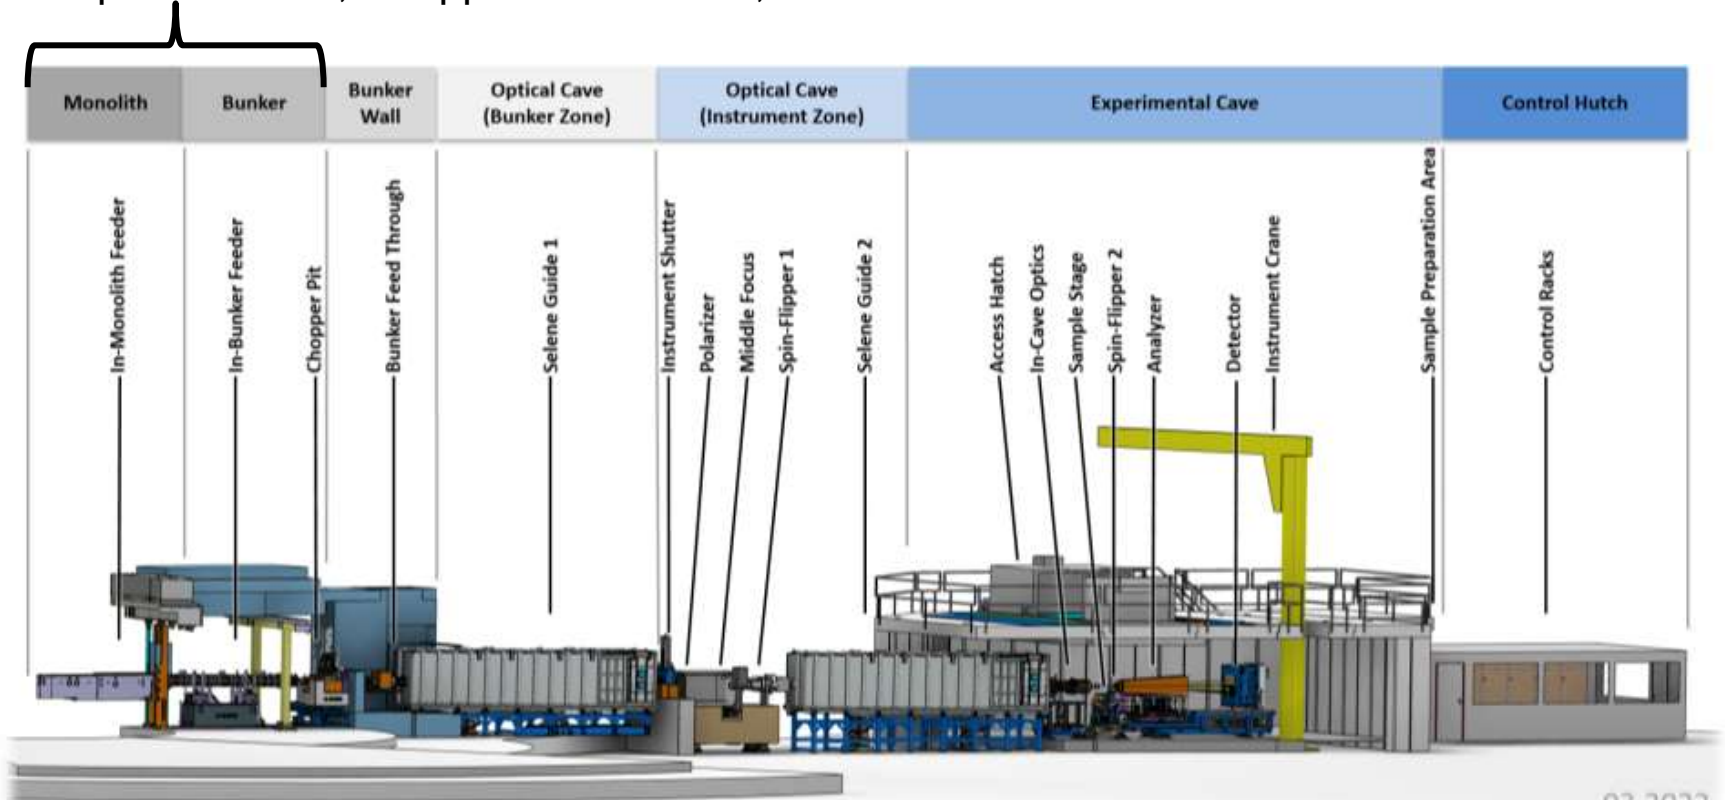 Monolith
Bunker
Bunker
Wall
Optical Cave
(Bunker Zone)
Optical Cave
(Instrument Zone)
Experimental Cave
Control Hutch
In-Monolith Feeder
In-Bunker Feeder
Chopper Pit
Bunker Feed Through
Selene Guide 1
Instrument Shutter
Polarizer
Middle Focus
Spin-Flipper 1
Selene Guide 2
Access Hatch
In-Cave Optics
Sample Stage
Spin-Flipper 2
Analyzer
Detector
Instrument Crane
Sample Preparation Area
Control Racks